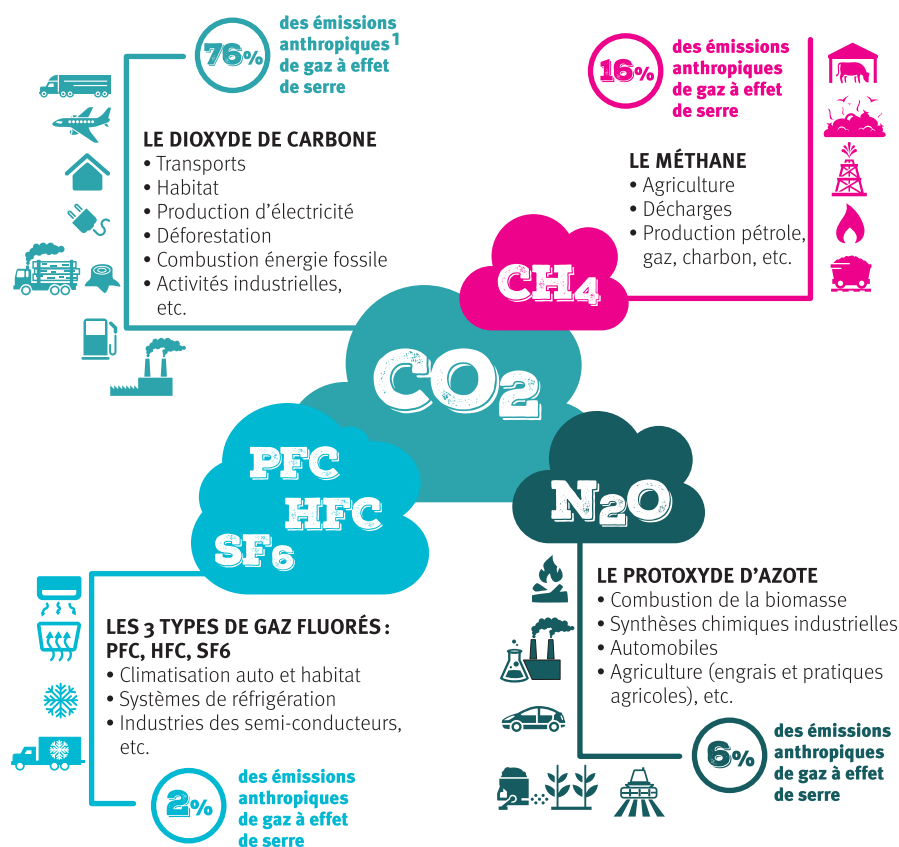 76%
des émissions
anthropiques1
de gaz à effet
de serre
LE DIOXYDE DE CARBONE
• Transports
• Habitat
• Production d’électricité
• Déforestation
• Combustion énergie fossile
• Activités industrielles,
etc.
16%
des émissions
anthropiques
de gaz à effet
de serre
LE MÉTHANE
• Agriculture
• Décharges
• Production pétrole,
gaz, charbon, etc.
CH4
CO2
PFC
HFC
SF6
N2O
LES 3 TYPES DE GAZ FLUORÉS :
PFC, HFC, SF6
• Climatisation auto et habitat
• Systèmes de réfrigération
• Industries des semi-conducteurs,
etc.
2%
des émissions
anthropiques
de gaz à effet
de serre
LE PROTOXYDE D’AZOTE
• Combustion de la biomasse
• Synthèses chimiques industrielles
• Automobiles
• Agriculture (engrais et pratiques
agricoles), etc.
6%
des émissions
anthropiques
de gaz à effet
de serre